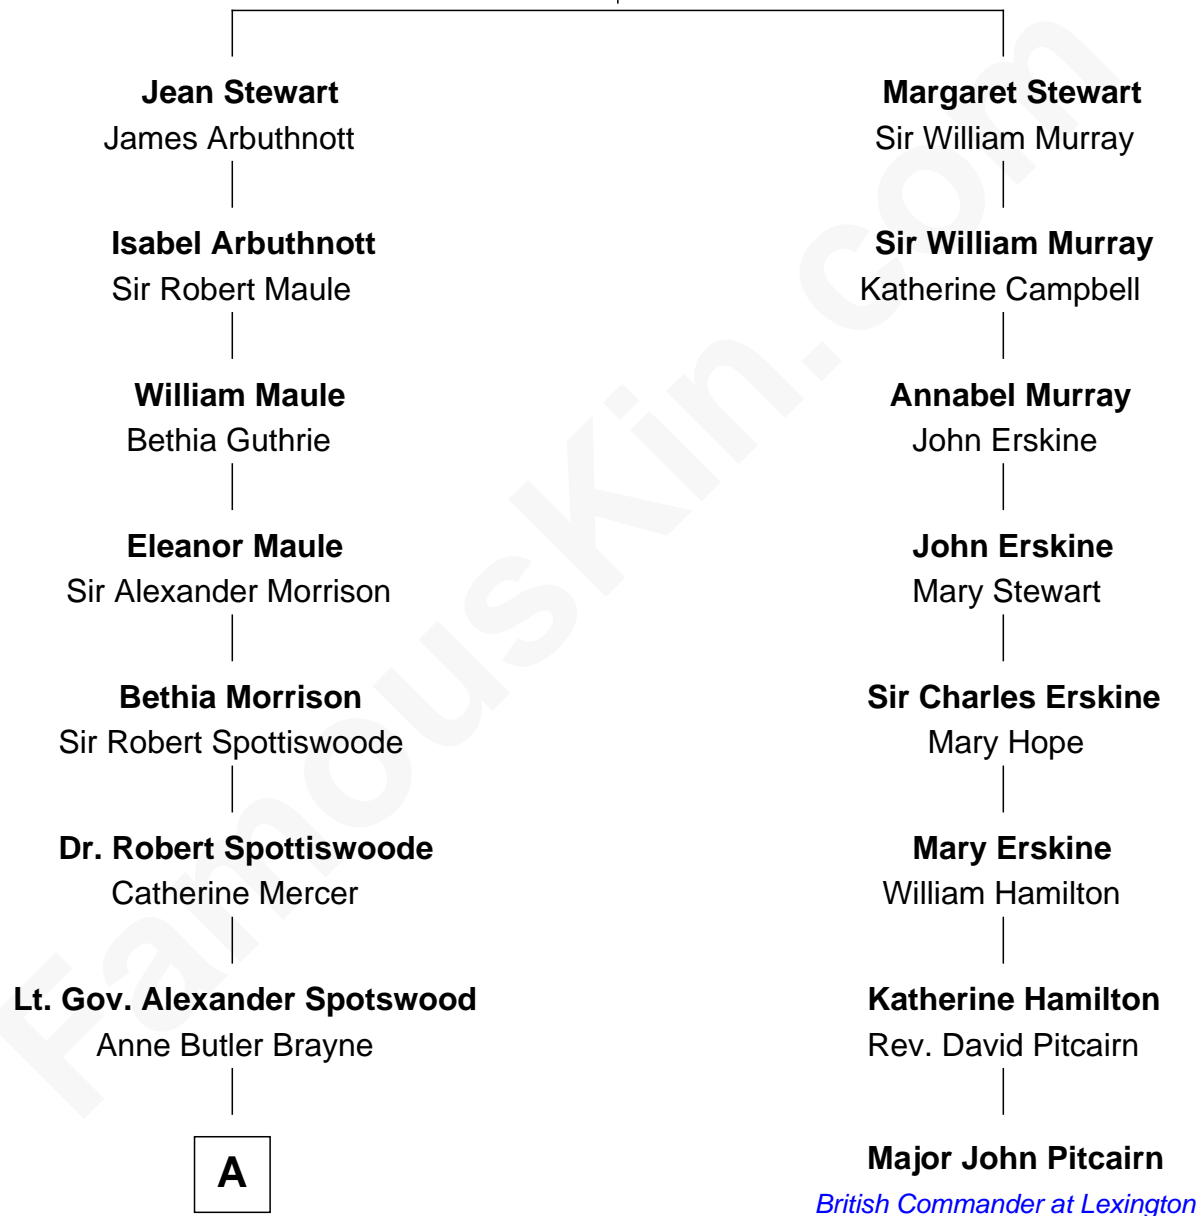 Jean Stewart
James Arbuthnott
Isabel Arbuthnott
Sir Robert Maule
William Maule
Bethia Guthrie
Eleanor Maule
Sir Alexander Morrison
Bethia Morrison
Sir Robert Spottiswoode
Dr. Robert Spottiswoode
Catherine Mercer
Lt. Gov. Alexander Spotswood
Anne Butler Brayne
A
Margaret Stewart
Sir William Murray
Sir William Murray
Katherine Campbell
Annabel Murray
John Erskine
John Erskine
Mary Stewart
Sir Charles Erskine
Mary Hope
Mary Erskine
William Hamilton
Katherine Hamilton
Rev. David Pitcairn
Major John Pitcairn
British Commander at Lexington
FamousKin.com